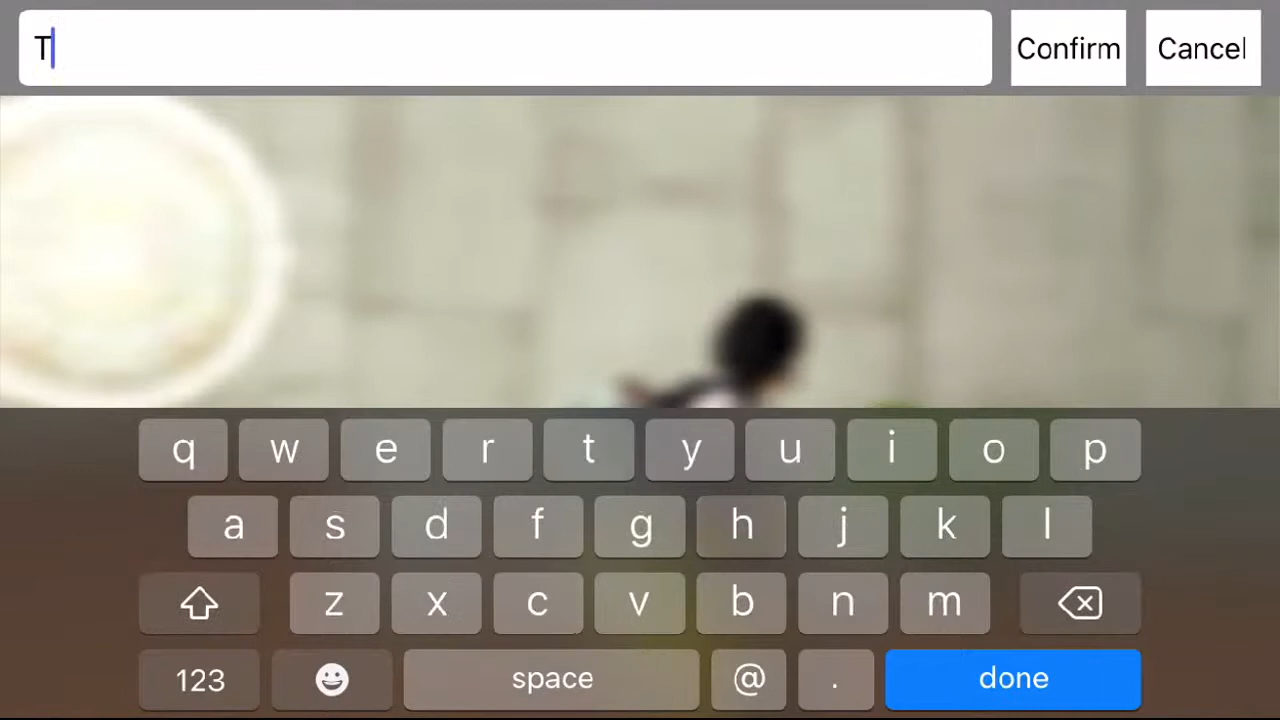 T
Confirm
Cancel
q w e r t y u i o p
a s d f g h j k l
z x c v b n m
123 space @ . done